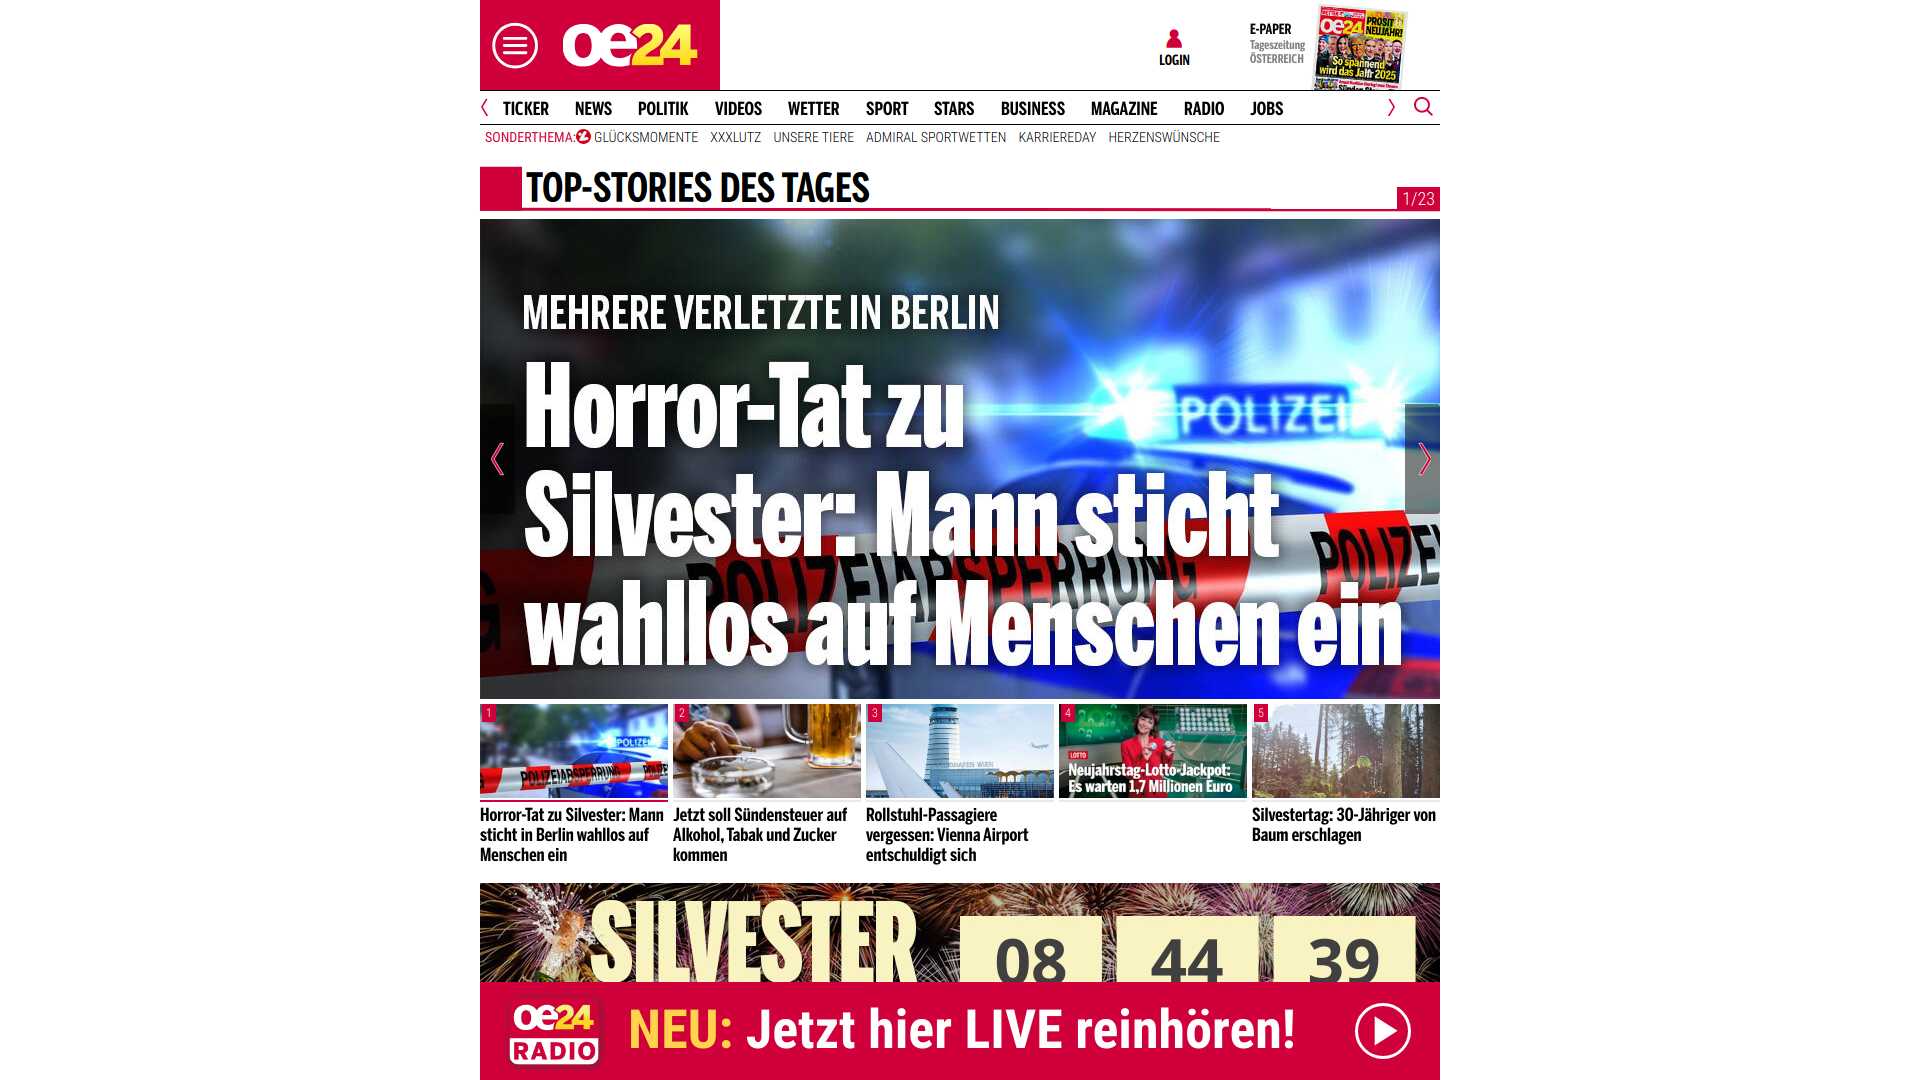 oe24
LOGIN
E-PAPER
Tageszeitung
ÖSTERREICH
oe24
PROSIT
NEUJAHR!
So spannend
wird das Jahr 2025
TICKER NEWS POLITIK VIDEOS WETTER SPORT STARS BUSINESS MAGAZINE RADIO JOBS
SONDERTHEMA: GLÜCKSMOMENTE XXXLUTZ UNSERE TIERE ADMIRAL SPORTWETTEN KARRIEREDAY HERZENSWÜNSCHE
TOP-STORIES DES TAGES
1/23
MEHRERE VERLETZTE IN BERLIN
Horror-Tat zu
Silvester: Mann sticht
wahllos auf Menschen ein
POLIZEI
POLIZEIABSPERRUNG
POLIZE
1
POLIZEI
POLIZEIABSPERRUNG
Horror-Tat zu Silvester: Mann
sticht in Berlin wahllos auf
Menschen ein
2
Jetzt soll Sündensteuer auf
Alkohol, Tabak und Zucker
kommen
3
FLUGHAFEN WIEN
Rollstuhl-Passagiere
vergessen: Vienna Airport
entschuldigt sich
4
LOTTO
Neujahrstag-Lotto-Jackpot:
Es warten 1,7 Millionen Euro
5
Silvestertag: 30-Jähriger von
Baum erschlagen
SILVESTER
08 44 39
oe24
RADIO
NEU: Jetzt hier LIVE reinhören!